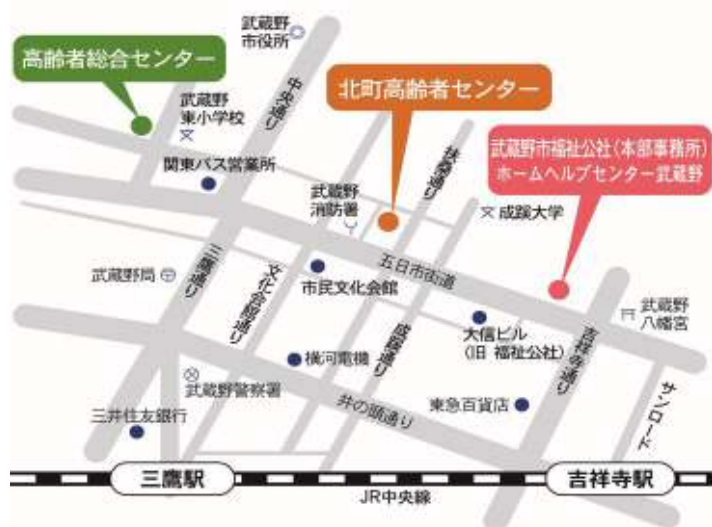 武蔵野
市役所
高齢者総合センター
中央通り
北町高齢者センター
武蔵野
東小学校
関東バス営業所
武蔵野市福祉公社(本部事務所)
ホームヘルプセンター武蔵野
扶桑通り
武蔵野
消防署
成蹊大学
五日市街道
三鷹通り
武蔵野局
文化会館通り
市民文化会館
成蹊通り
大信ビル
(旧 福祉公社)
吉祥寺通り
武蔵野
八幡宮
横河電機
武蔵野警察署
井の頭通り
東急百貨店
サンロード
三井住友銀行
三鷹駅
吉祥寺駅
JR中央線